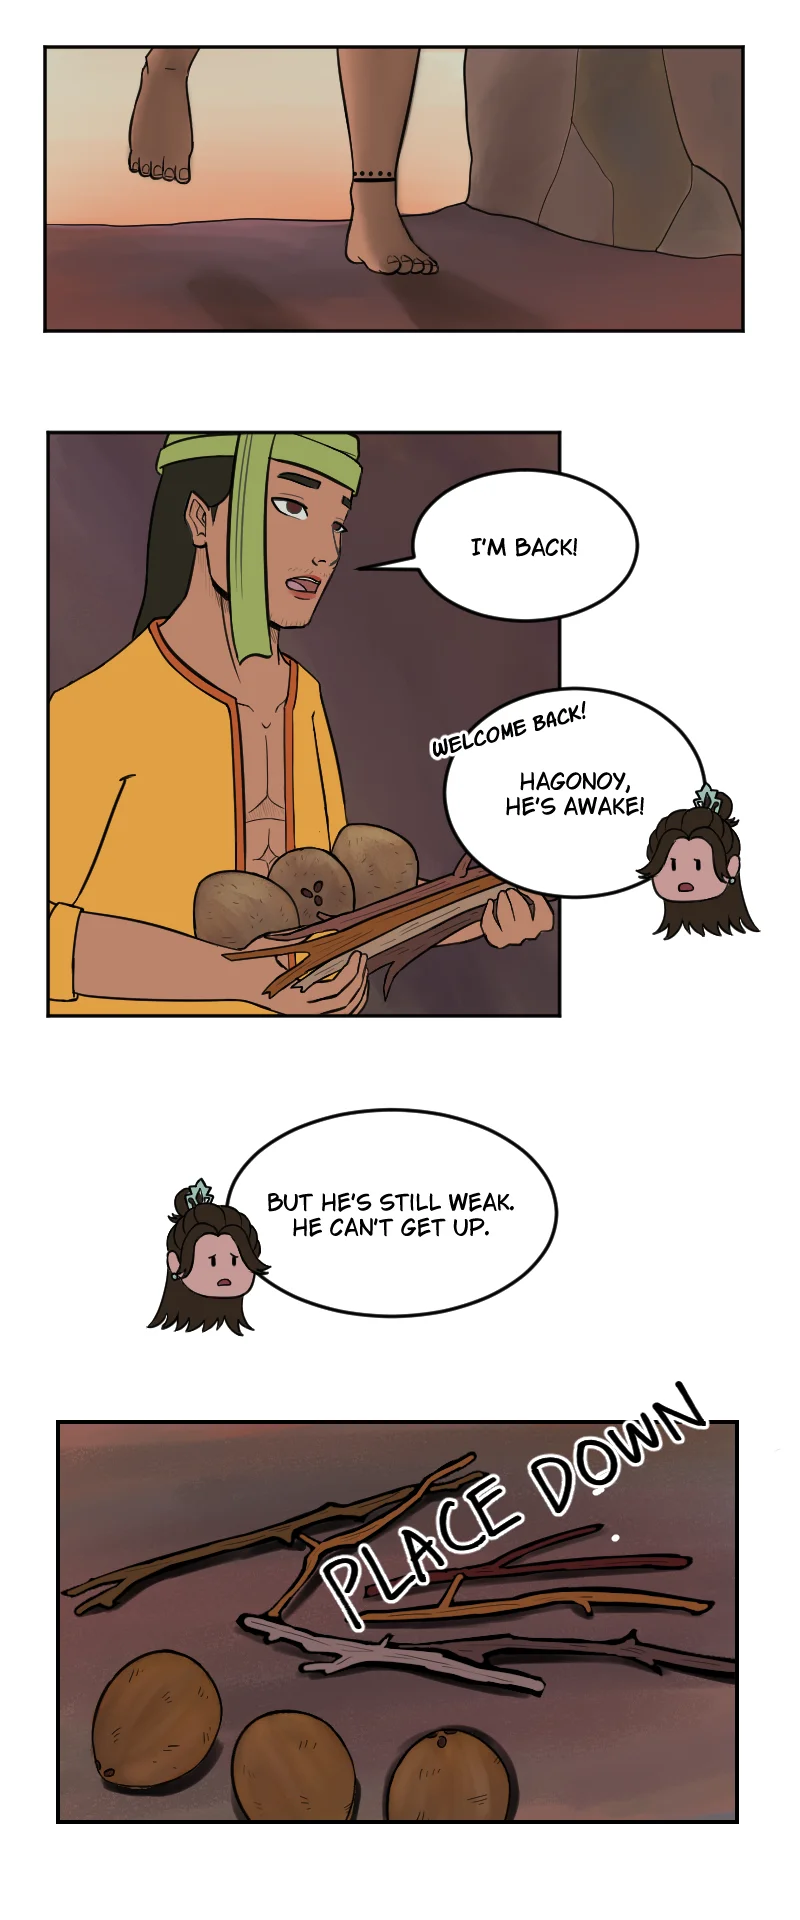 I'M BACK!
WELCOME BACK!
HAGONOY,
HE'S AWAKE!
BUT HE'S STILL WEAK.
HE CAN'T GET UP.
PLACE DOWN